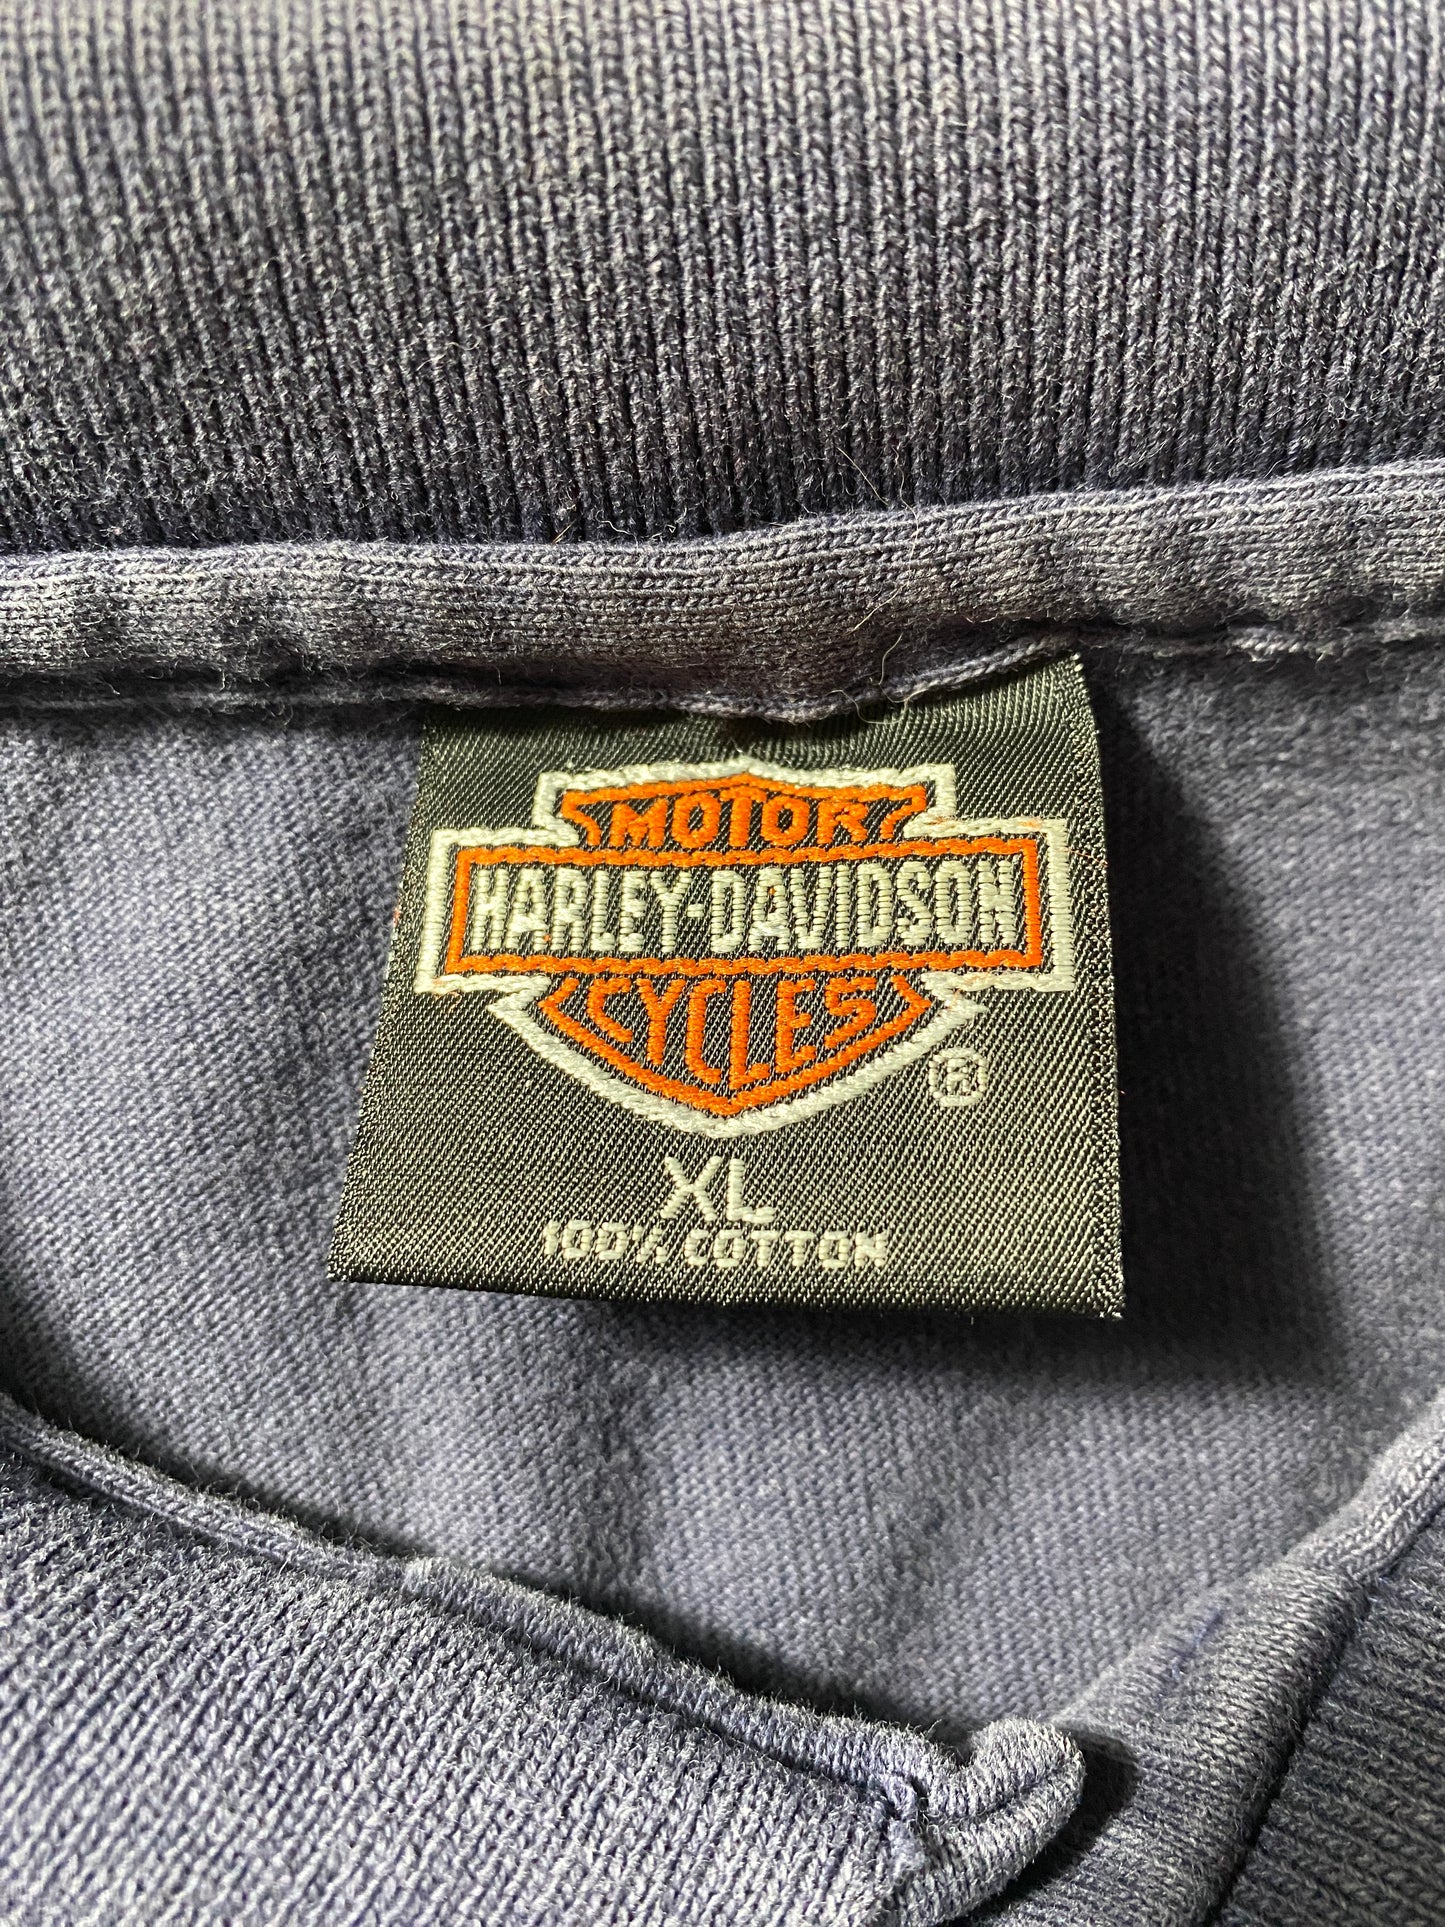 MOTOR
HARLEY-DAVIDSON
CYCLES
®
XL
100% COTTON